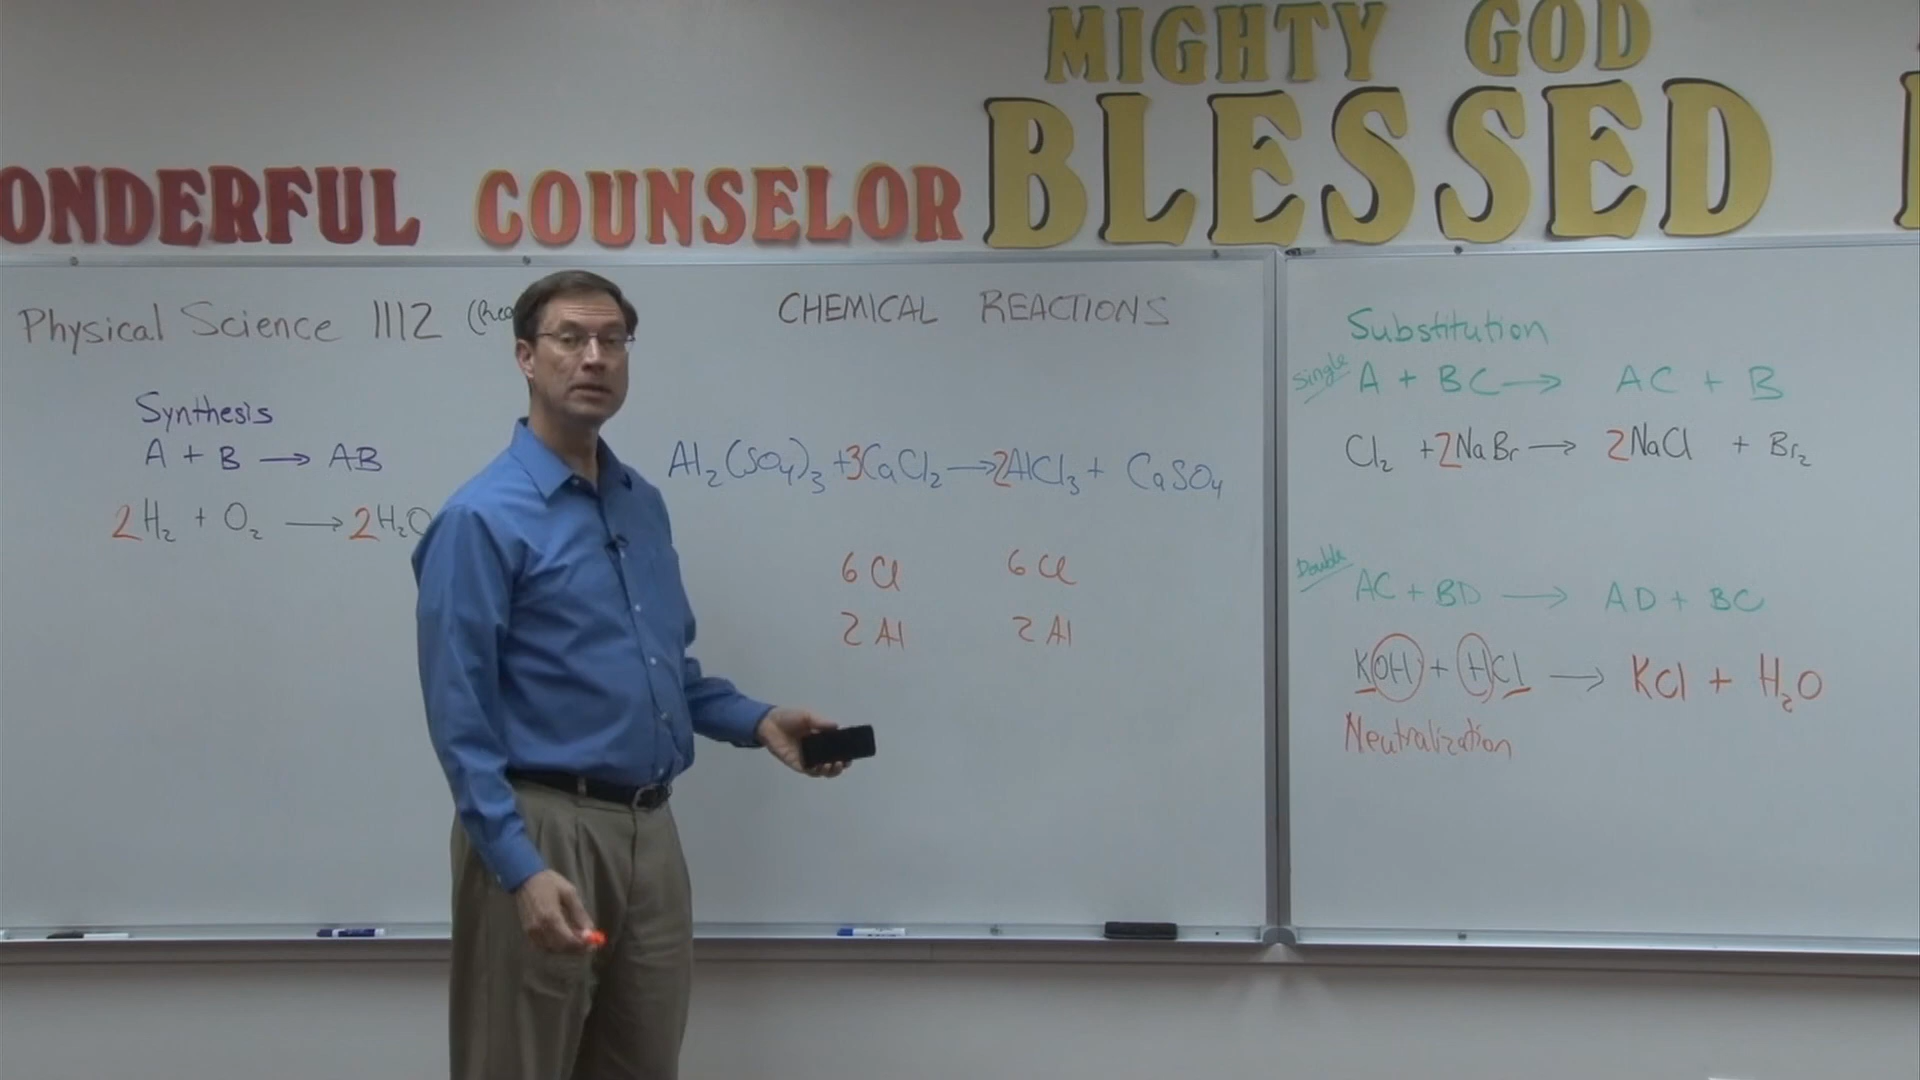 MIGHTY GOD
BLESSED
ONDERFUL COUNSELOR
Physical Science 1112
CHEMICAL REACTIONS
Synthesis
A + B → AB
2H₂ + O₂ → 2H₂O
Al₂(SO₄)₃ + 3CaCl₂ → 2AlCl₃ + CaSO₄
6 Cl 6 Cl
2 Al 2 Al
Substitution
Single A + BC → AC + B
Cl₂ + 2NaBr → 2NaCl + Br₂
Double AC + BD → AD + BC
KOH + HCl → KCl + H₂O
Neutralization